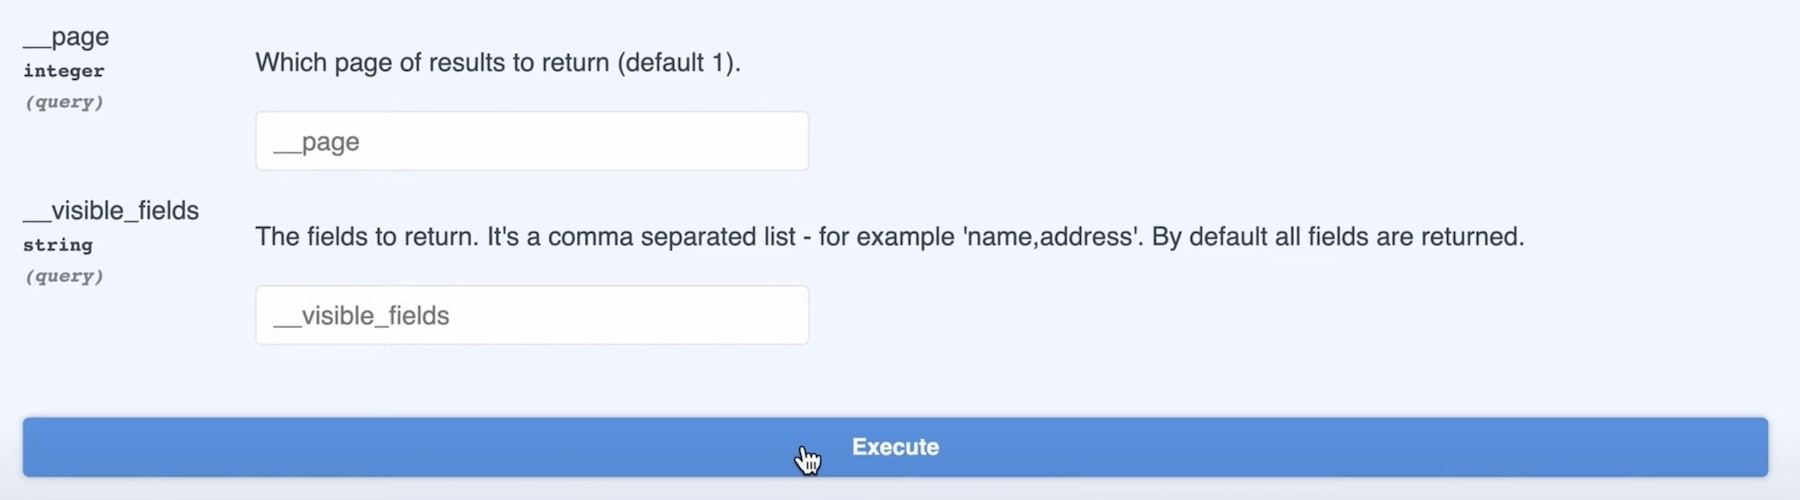 __page
integer
(query)
Which page of results to return (default 1).
__page
__visible_fields
string
(query)
The fields to return. It's a comma separated list - for example 'name,address'. By default all fields are returned.
__visible_fields
Execute